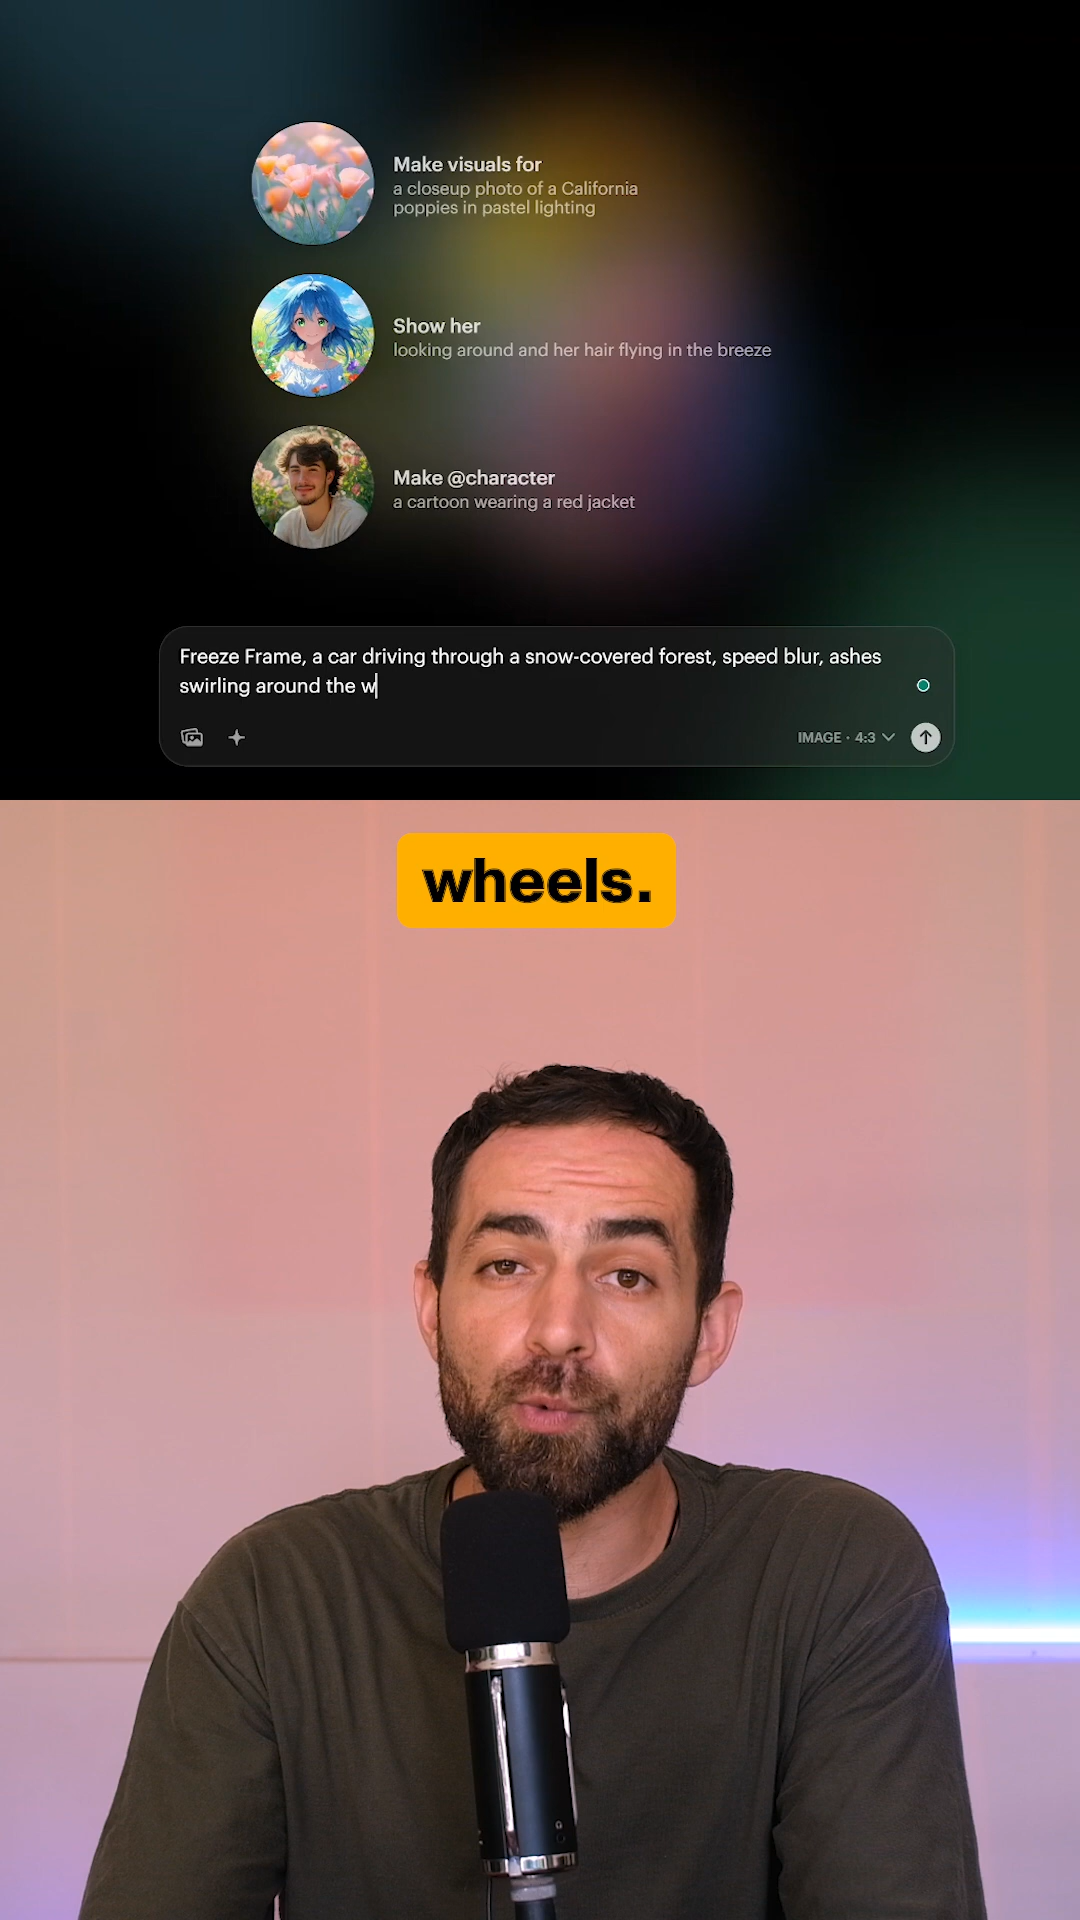 Make visuals for
a closeup photo of a California
poppies in pastel lighting
Show her
looking around and her hair flying in the breeze
Make @character
a cartoon wearing a red jacket
Freeze Frame, a car driving through a snow-covered forest, speed blur, ashes
swirling around the w
IMAGE · 4:3
wheels.